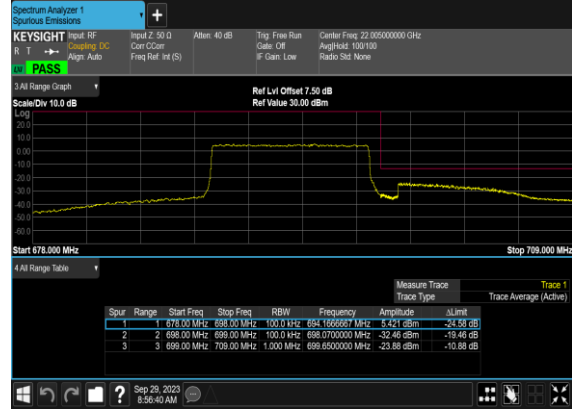 Spectrum Analyzer 1
Spurious Emissions
+
KEYSIGHT Input: RF Input Z: 50 Ω Atten: 40 dB Trig: Free Run Center Freq: 22.005000000 GHz
R T Coupling: DC Corr CCorr Gate: Off Avg|Hold: 100/100
Align: Auto Freq Ref: Int (S) IF Gain: Low Radio Std: None
PASS
3 All Range Graph
Ref Lvl Offset 7.50 dB
Scale/Div 10.0 dB Ref Value 30.00 dBm
Log
20.0
10.0
0.00
-10.0
-20.0
-30.0
-40.0
-50.0
-60.0
Start 678.000 MHz Stop 709.000 MHz
4 All Range Table
Measure Trace Trace 1
Trace Type Trace Average (Active)
Spur Range Start Freq Stop Freq RBW Frequency Amplitude ΔLimit
1 1 678.00 MHz 698.00 MHz 100.0 kHz 694.1666667 MHz 5.421 dBm -24.58 dB
2 2 698.00 MHz 699.00 MHz 100.0 kHz 698.0700000 MHz -32.46 dBm -19.46 dB
3 3 699.00 MHz 709.00 MHz 1.000 MHz 699.6500000 MHz -23.88 dBm -10.88 dB
? Sep 29, 2023
8:56:40 AM